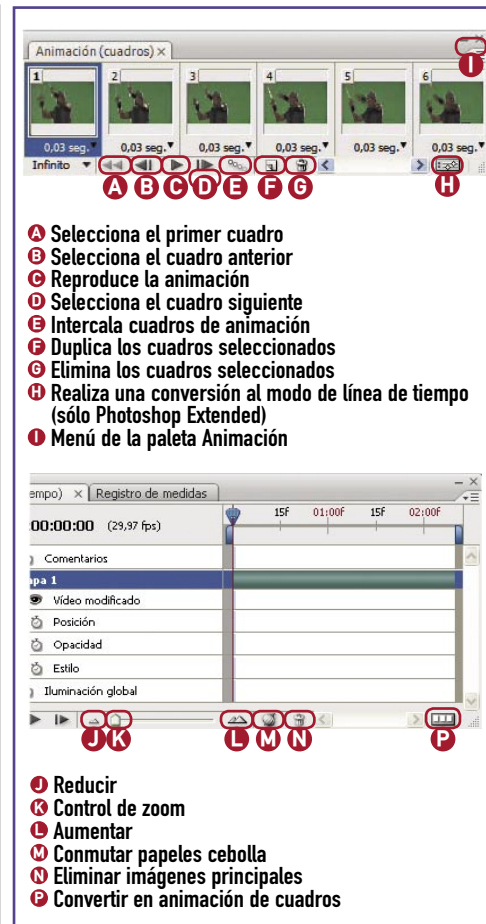 Animación (cuadros) ×
1 2 3 4 5 6
0,03 seg. 0,03 seg. 0,03 seg. 0,03 seg. 0,03 seg. 0,03 seg.
Infinito
I
A B C D E F G H
A Selecciona el primer cuadro
B Selecciona el cuadro anterior
C Reproduce la animación
D Selecciona el cuadro siguiente
E Intercala cuadros de animación
F Duplica los cuadros seleccionados
G Elimina los cuadros seleccionados
H Realiza una conversión al modo de línea de tiempo
(sólo Photoshop Extended)
I Menú de la paleta Animación
empo) × Registro de medidas
00:00:00 (29,97 fps) 15f 01:00f 15f 02:00f
Comentarios
apa 1
Vídeo modificado
Posición
Opacidad
Estilo
Iluminación global
J K L M N P
J Reducir
K Control de zoom
L Aumentar
M Conmutar papeles cebolla
N Eliminar imágenes principales
P Convertir en animación de cuadros